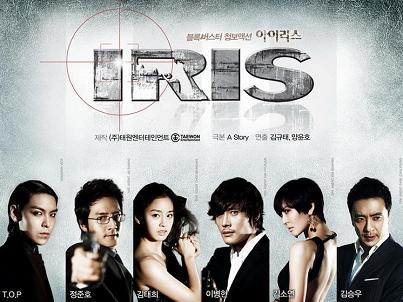 블록버스터 첩보액션 아이리스
IRIS
제작 (주)태원엔터테인먼트 TAEWON Entertainment 극본 A Story 연출 김규태, 양윤호
T.O.P 정준호 김태희 이병헌 김소연 김승우